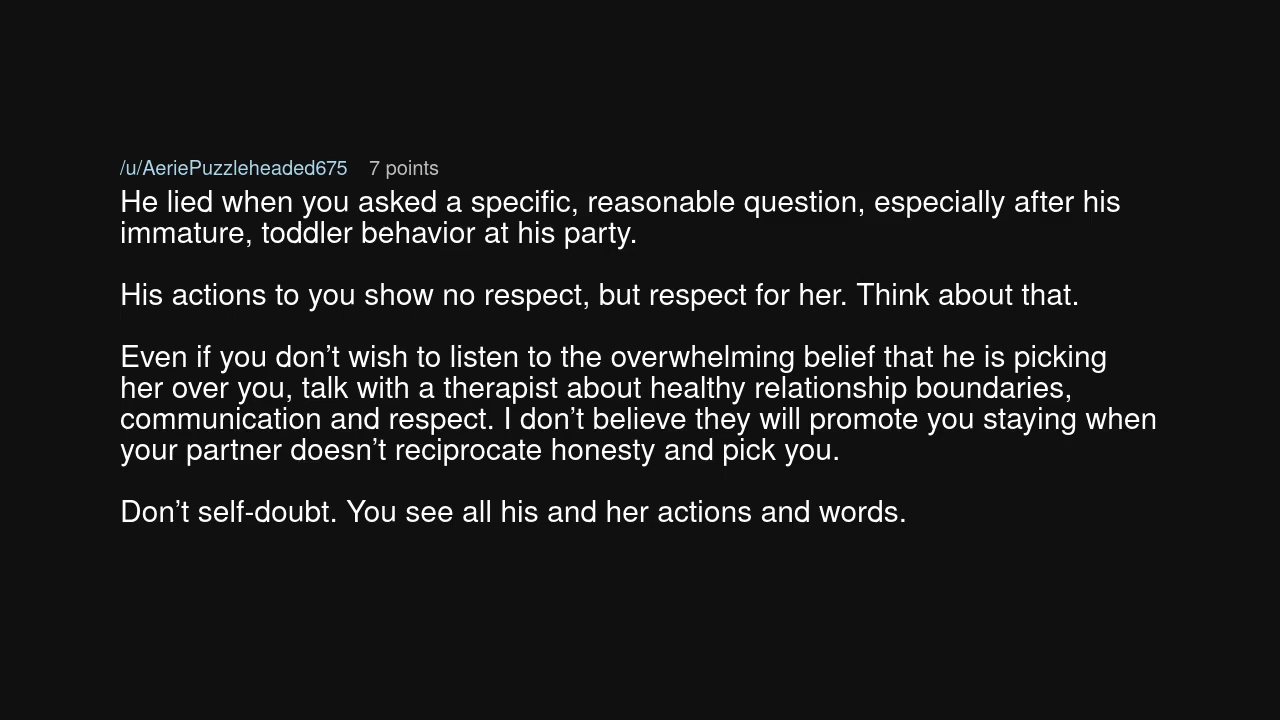 /u/AeriePuzzleheaded675 7 points
He lied when you asked a specific, reasonable question, especially after his
immature, toddler behavior at his party.
His actions to you show no respect, but respect for her. Think about that.
Even if you don’t wish to listen to the overwhelming belief that he is picking
her over you, talk with a therapist about healthy relationship boundaries,
communication and respect. I don’t believe they will promote you staying when
your partner doesn’t reciprocate honesty and pick you.
Don’t self-doubt. You see all his and her actions and words.